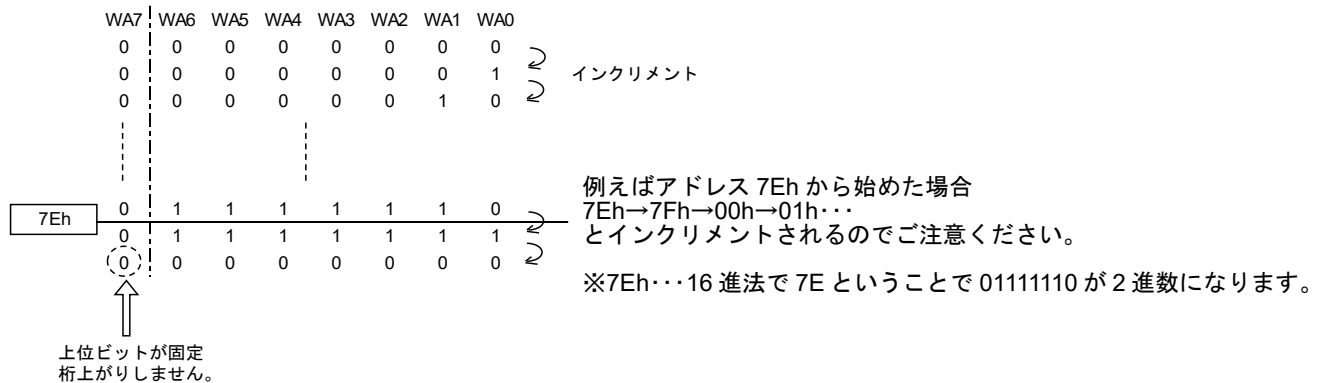 WA7 WA6 WA5 WA4 WA3 WA2 WA1 WA0
0 0 0 0 0 0 0 0
0 0 0 0 0 0 0 1
インクリメント
0 0 0 0 0 0 1 0
例えばアドレス 7Eh から始めた場合
7Eh 0 1 1 1 1 1 1 0
7Eh→7Fh→00h→01h･･･
0 1 1 1 1 1 1 1
とインクリメントされるのでご注意ください。
0 0 0 0 0 0 0 0
※7Eh･･･16 進法で 7E ということで 01111110 が 2 進数になります。
上位ビットが固定
桁上がりしません。